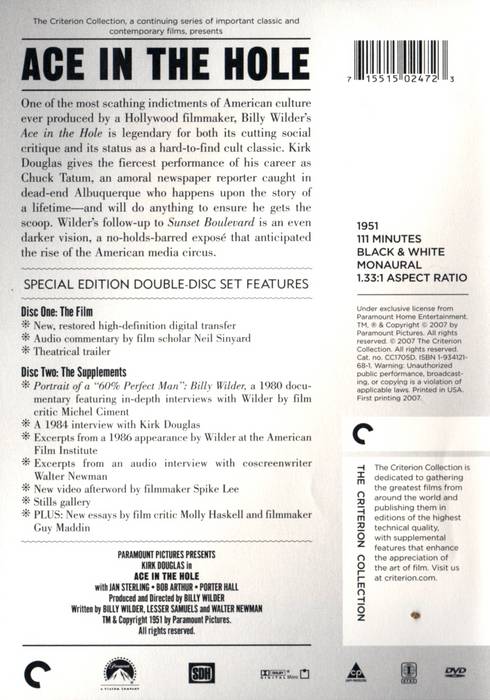 The Criterion Collection, a continuing series of important classic and
contemporary films, presents
ACE IN THE HOLE
One of the most scathing indictments of American culture
ever produced by a Hollywood filmmaker, Billy Wilder's
Ace in the Hole is legendary for both its cutting social
critique and its status as a hard-to-find cult classic. Kirk
Douglas gives the fiercest performance of his career as
Chuck Tatum, an amoral newspaper reporter caught in
dead-end Albuquerque who happens upon the story of
a lifetime—and will do anything to ensure he gets the
scoop. Wilder's follow-up to Sunset Boulevard is an even
darker vision, a no-holds-barred exposé that anticipated
the rise of the American media circus.
SPECIAL EDITION DOUBLE-DISC SET FEATURES
Disc One: The Film
※ New, restored high-definition digital transfer
※ Audio commentary by film scholar Neil Sinyard
※ Theatrical trailer
Disc Two: The Supplements
※ Portrait of a "60% Perfect Man": Billy Wilder, a 1980 docu-
mentary featuring in-depth interviews with Wilder by film
critic Michel Ciment
※ A 1984 interview with Kirk Douglas
※ Excerpts from a 1986 appearance by Wilder at the American
Film Institute
※ Excerpts from an audio interview with coscreenwriter
Walter Newman
※ New video afterword by filmmaker Spike Lee
※ Stills gallery
※ PLUS: New essays by film critic Molly Haskell and filmmaker
Guy Maddin
PARAMOUNT PICTURES PRESENTS
KIRK DOUGLAS in
ACE IN THE HOLE
with JAN STERLING • BOB ARTHUR • PORTER HALL
Produced and Directed by BILLY WILDER
Written by BILLY WILDER, LESSER SAMUELS and WALTER NEWMAN
TM & Copyright 1951 by Paramount Pictures.
All rights reserved.
7 15515 02472 3
1951
111 MINUTES
BLACK & WHITE
MONAURAL
1.33:1 ASPECT RATIO
Under exclusive license from
Paramount Home Entertainment.
TM, ® & Copyright © 2007 by
Paramount Pictures. All rights
reserved. © 2007 The Criterion
Collection. All rights reserved.
Cat. no. CC1705D. ISBN 1-934121-
68-1. Warning: Unauthorized
public performance, broadcast-
ing, or copying is a violation of
applicable laws. Printed in USA.
First printing 2007.
THE CRITERION COLLECTION
The Criterion Collection is
dedicated to gathering
the greatest films from
around the world and
publishing them in
editions of the highest
technical quality,
with supplemental
features that enhance
the appreciation of
the art of film. Visit us
at criterion.com.
Paramount
A VIACOM COMPANY
SDH
DOLBY DIGITAL Mono
DVD